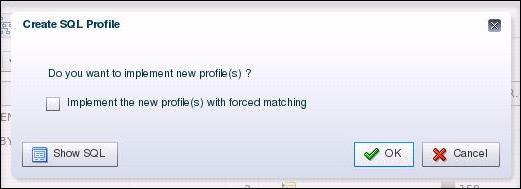 Create SQL Profile
Do you want to implement new profile(s) ?
Implement the new profile(s) with forced matching
Show SQL
OK
Cancel